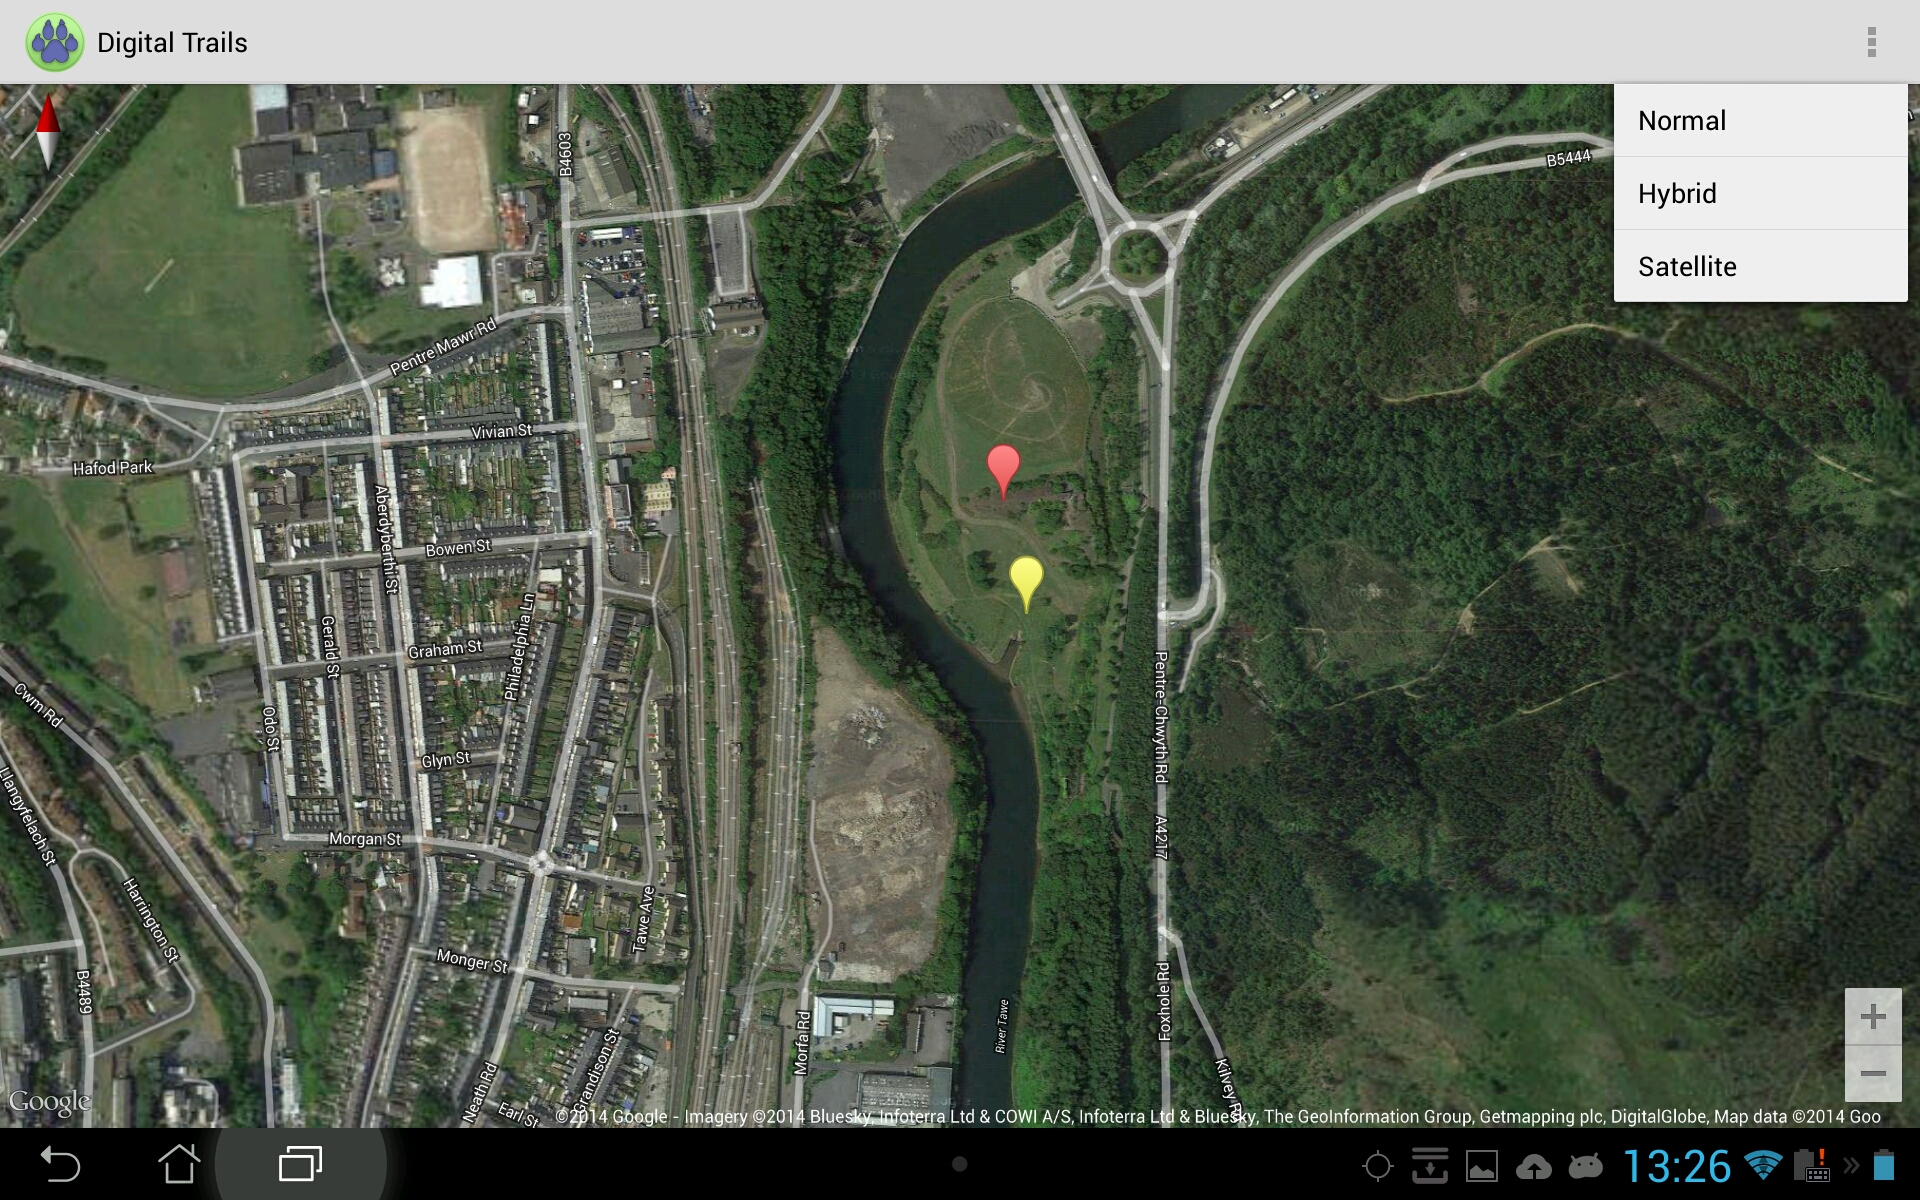 Digital Trails
Normal
Hybrid
Satellite
B4603
B5444
Pentre Mawr Rd
Vivian St
Hafod Park
Aberdyberthi St
Bowen St
Gerald St
Graham St
Philadelphia Ln
Cwm Rd
Odo St
Pentre-Chwyth Rd
Glyn St
Llangyfelach St
Morgan St
A4217
Harrington St
Tawe Ave
Monger St
B4489
Foxhole Rd
River Tawe
Morfa Rd
Grandison St
Neath Rd
Kilvey R
Earl St
Google
©2014 Google - Imagery ©2014 Bluesky, Infoterra Ltd & COWI A/S, Infoterra Ltd & Bluesky, The GeoInformation Group, Getmapping plc, DigitalGlobe, Map data ©2014 Goo
13:26